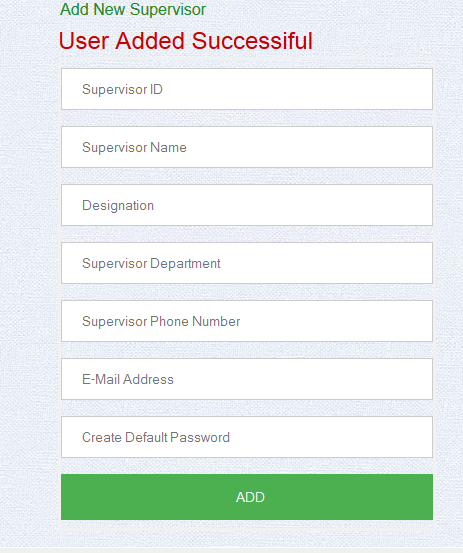 Add New Supervisor
User Added Successiful
Supervisor ID
Supervisor Name
Designation
Supervisor Department
Supervisor Phone Number
E-Mail Address
Create Default Password
ADD